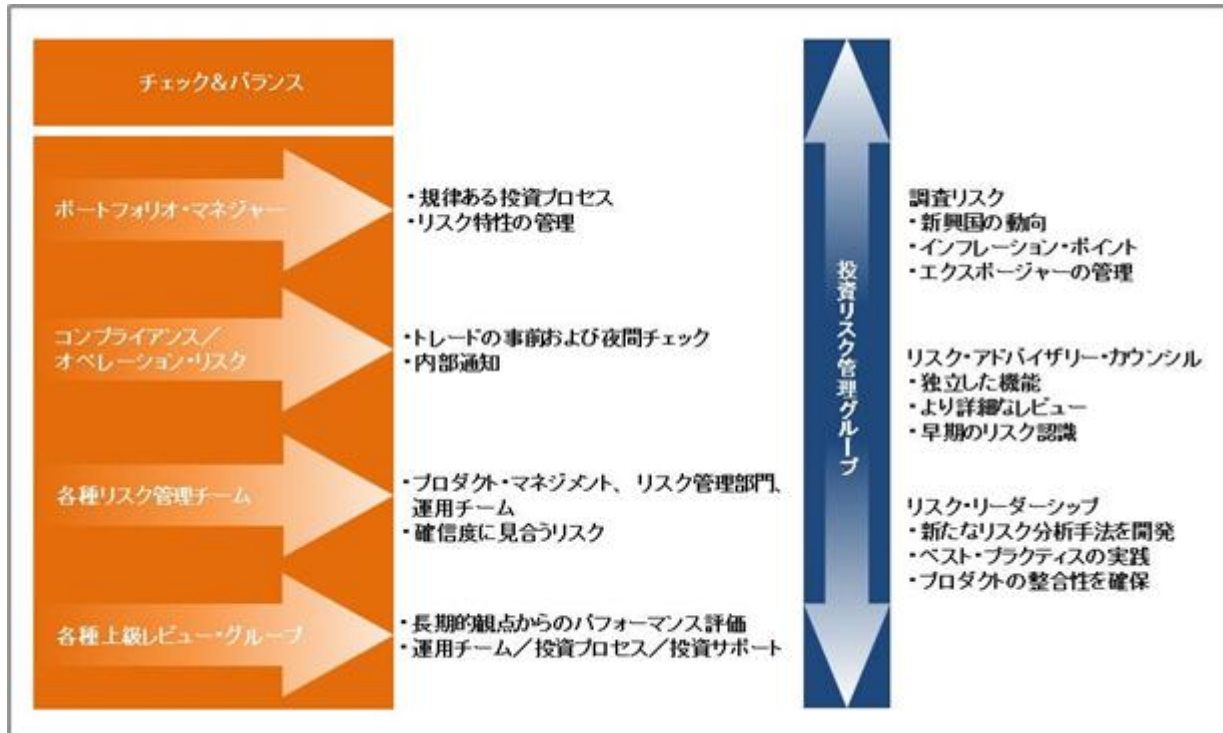 チェック＆バランス
ポートフォリオ・マネジャー
・規律ある投資プロセス
・リスク特性の管理
コンプライアンス／
オペレーション・リスク
・トレードの事前および夜間チェック
・内部通知
各種リスク管理チーム
・プロダクト・マネジメント、リスク管理部門、
運用チーム
・確信度に見合うリスク
各種上級レビュー・グループ
・長期的観点からのパフォーマンス評価
・運用チーム／投資プロセス／投資サポート
投資リスク管理グループ
調査リスク
・新興国の動向
・インフレーション・ポイント
・エクスポージャーの管理
リスク・アドバイザリー・カウンシル
・独立した機能
・より詳細なレビュー
・早期のリスク認識
リスク・リーダーシップ
・新たなリスク分析手法を開発
・ベスト・プラクティスの実践
・プロダクトの整合性を確保